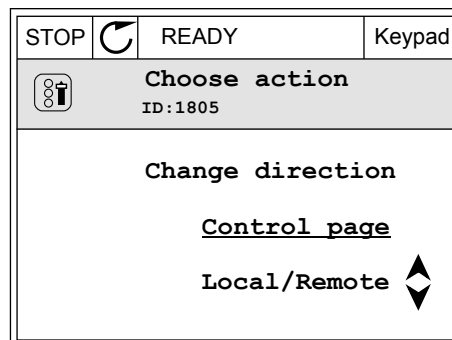 STOP READY Keypad
Choose action
ID:1805
Change direction
Control page
Local/Remote